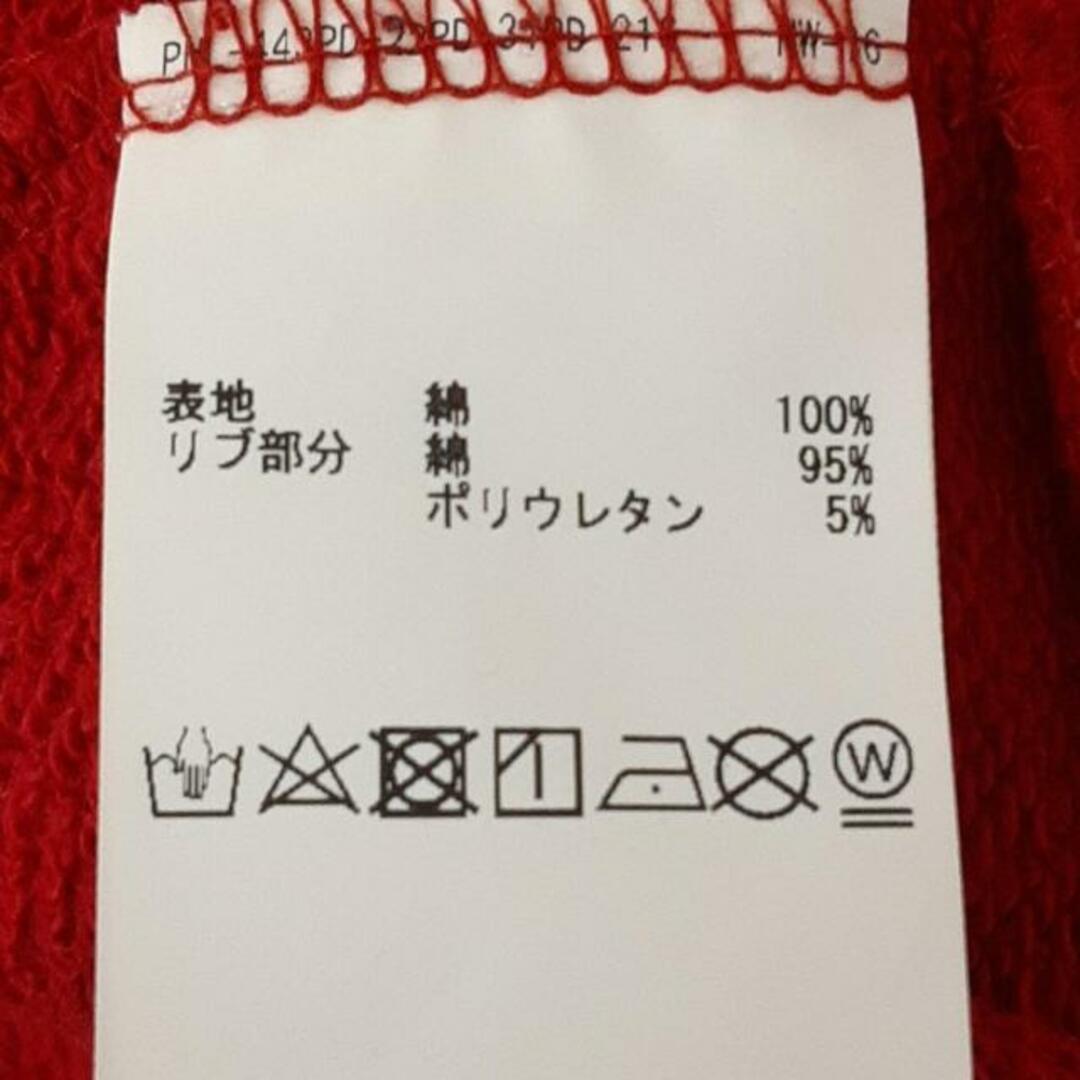 表地 綿 100%
リブ部分 綿 95%
ポリウレタン 5%
W